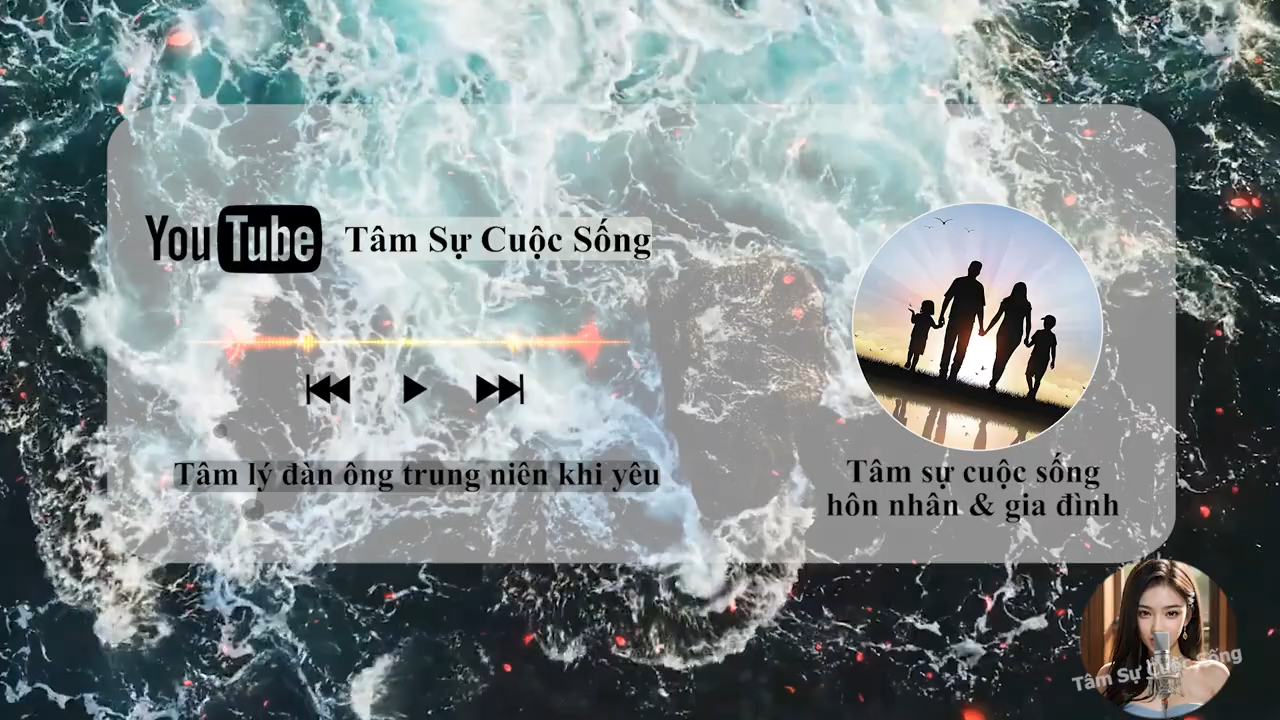 YouTube
Tâm Sự Cuộc Sống
Tâm lý đàn ông trung niên khi yêu
Tâm sự cuộc sống
hôn nhân & gia đình
Tâm Sự Cuộc Sống